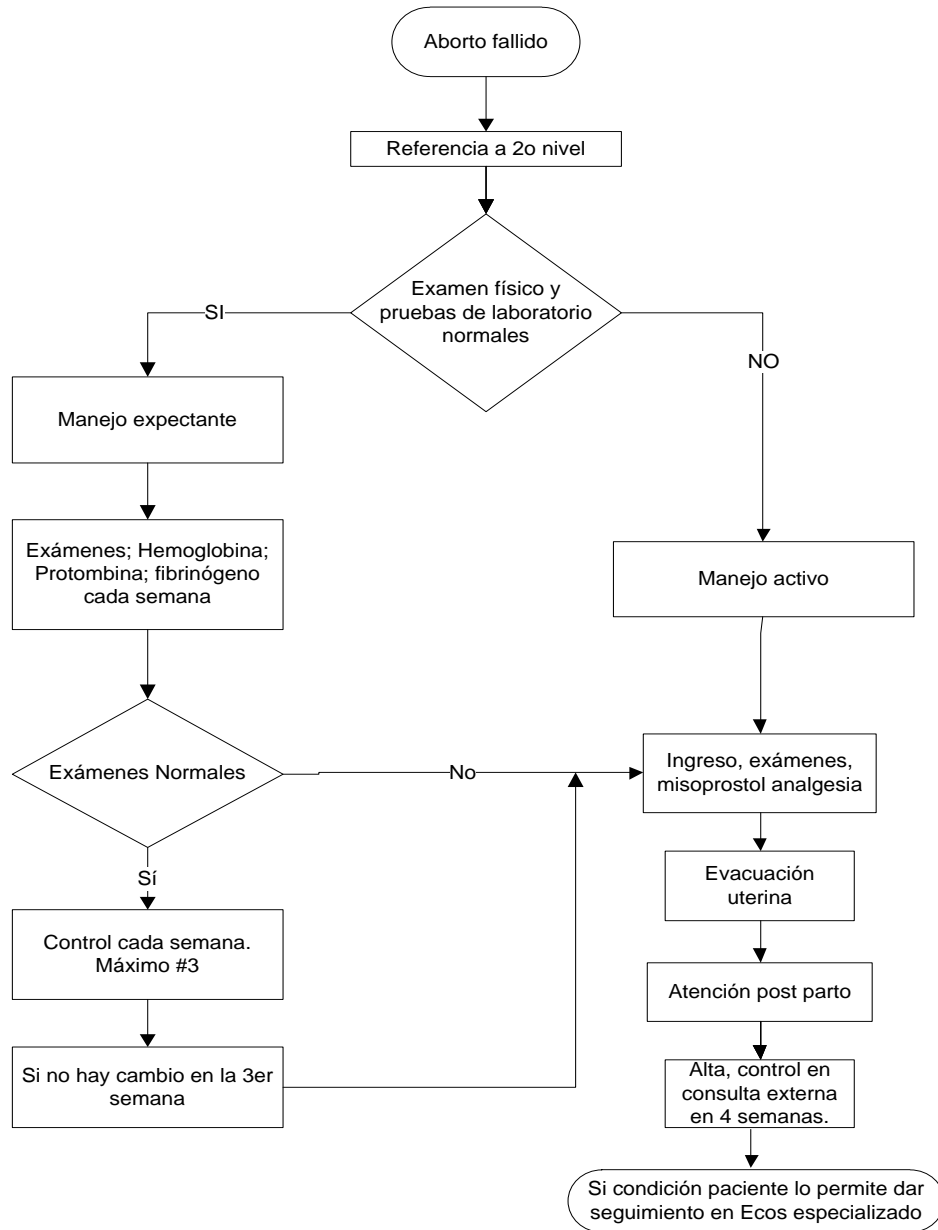 Aborto fallido
Referencia a 2o nivel
Examen físico y
pruebas de laboratorio
normales
SI
NO
Manejo expectante
Exámenes; Hemoglobina;
Protombina; fibrinógeno
cada semana
Manejo activo
Exámenes Normales
No
Ingreso, exámenes,
misoprostol analgesia
Sí
Evacuación
uterina
Control cada semana.
Máximo #3
Atención post parto
Si no hay cambio en la 3er
semana
Alta, control en
consulta externa
en 4 semanas.
Si condición paciente lo permite dar
seguimiento en Ecos especializado